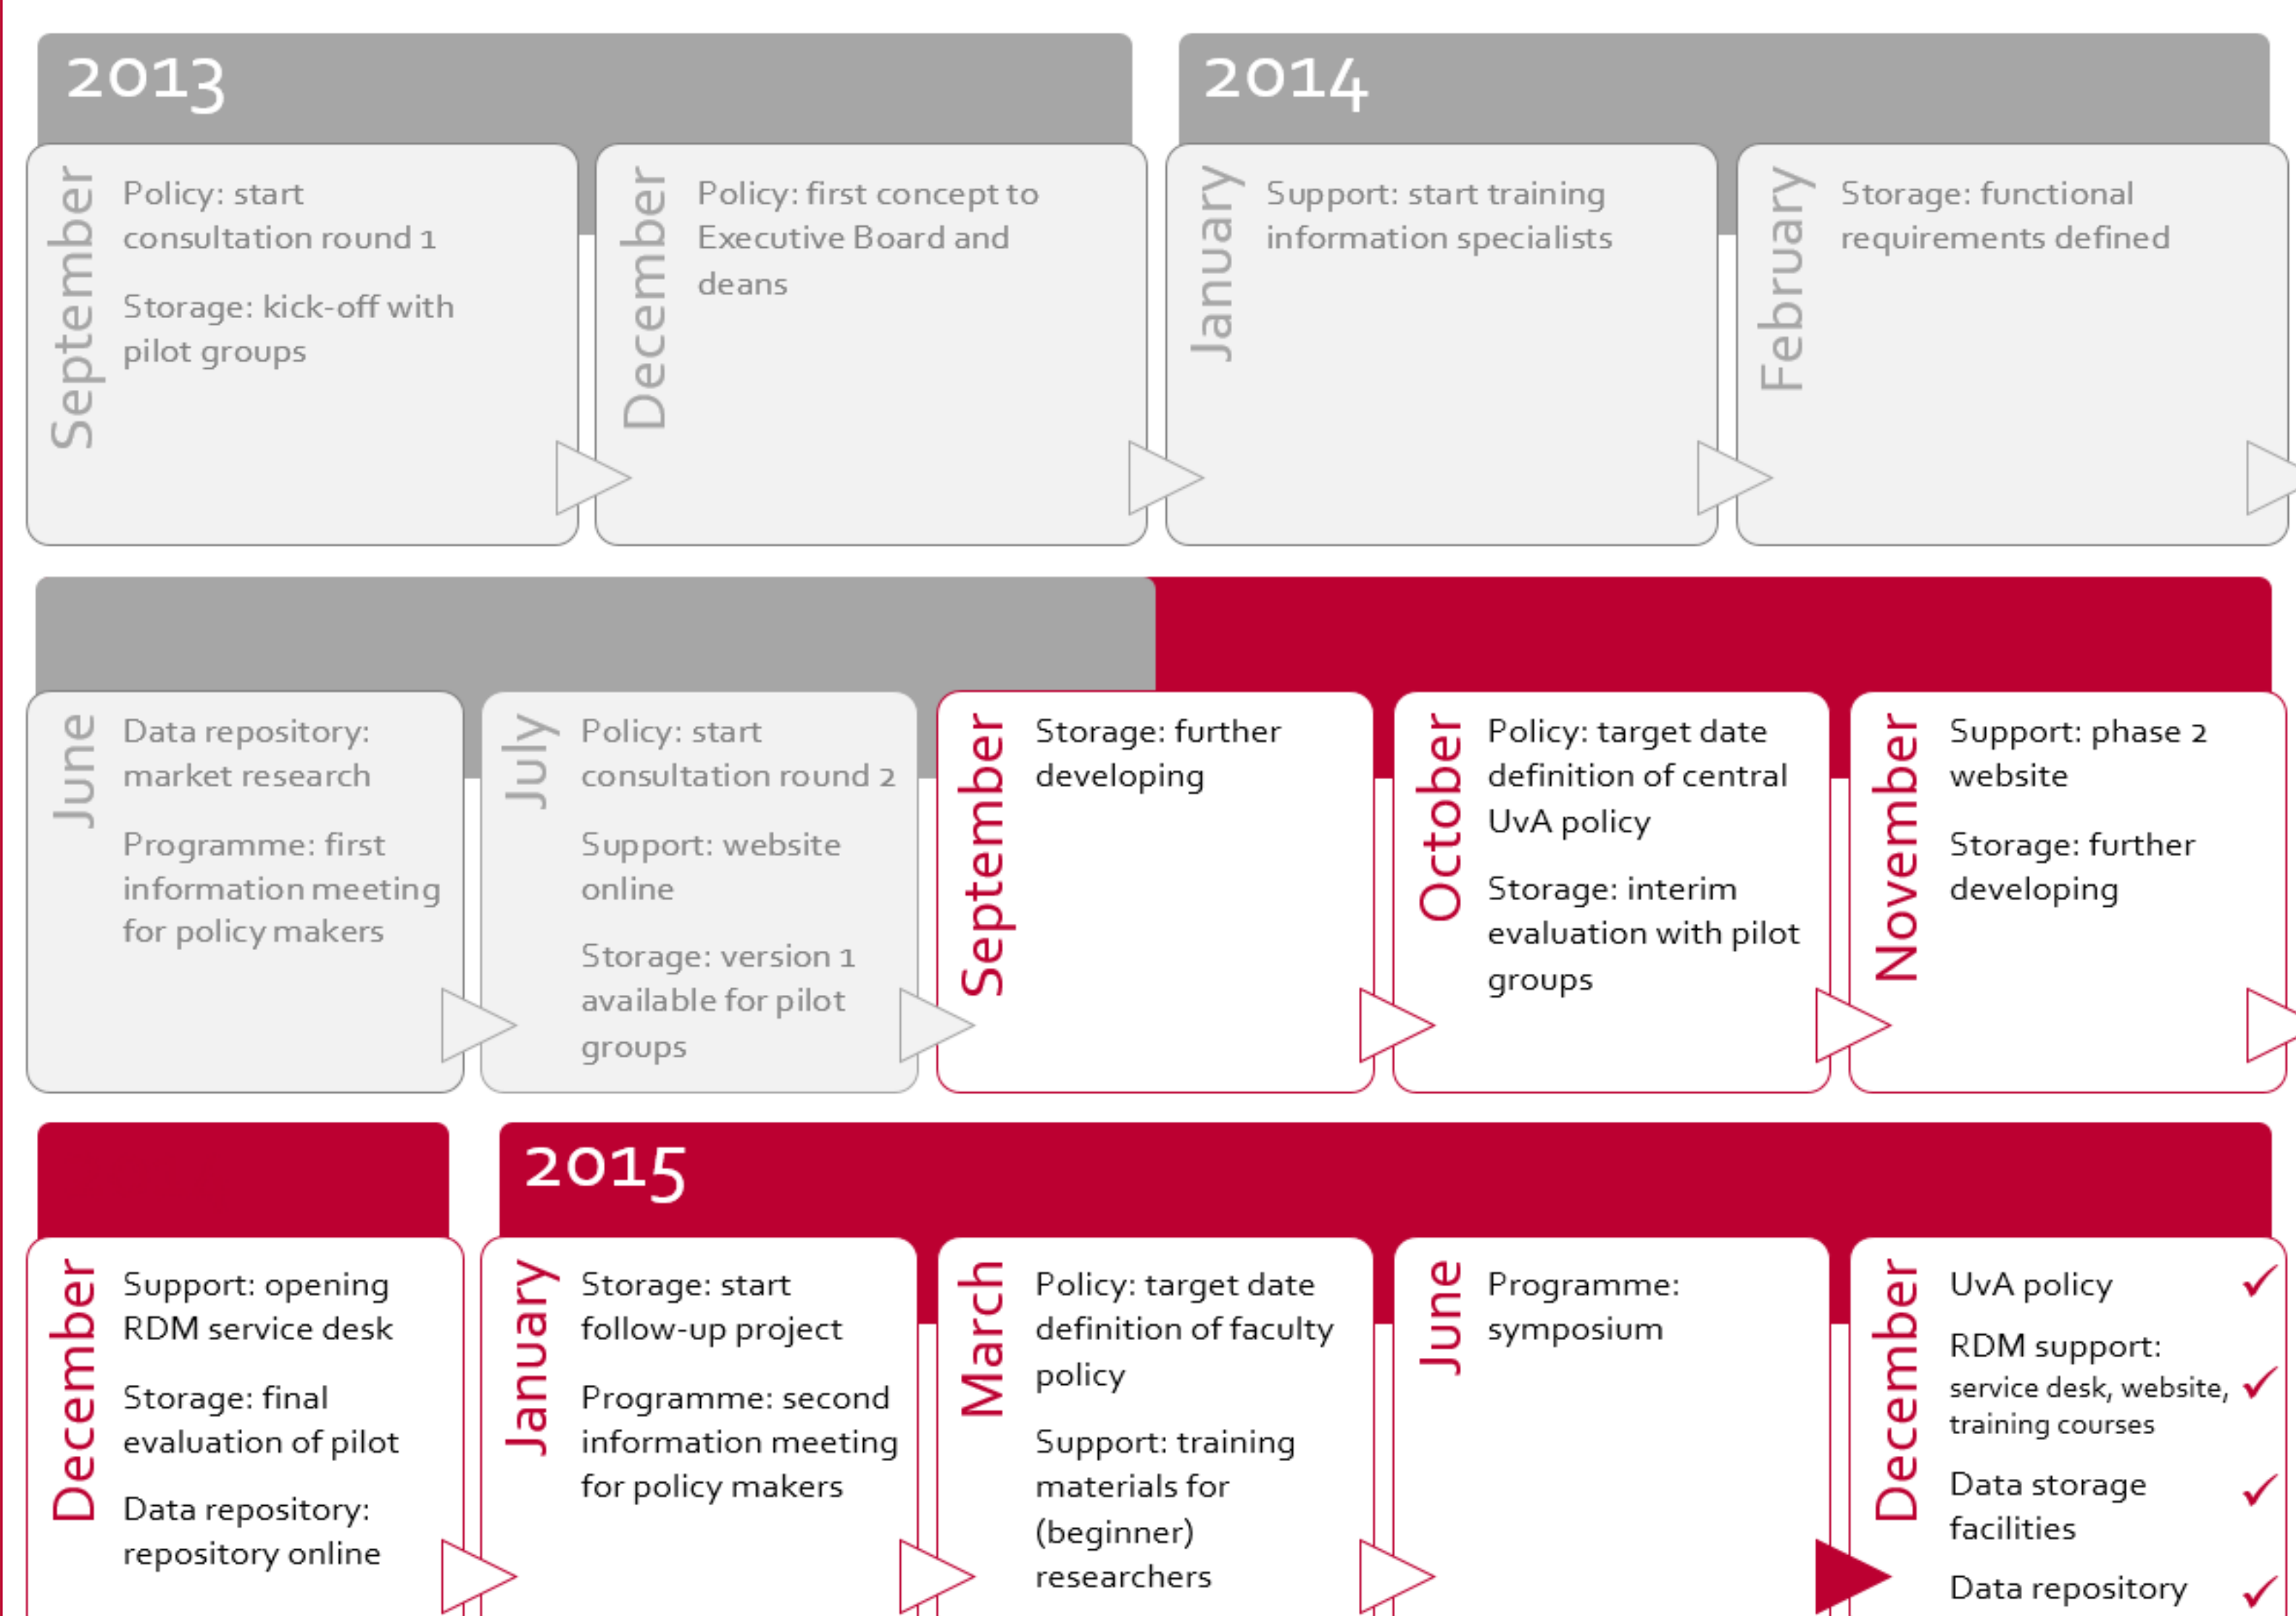 2013
2014
September
Policy: start
consultation round 1
Storage: kick-off with
pilot groups
December
Policy: first concept to
Executive Board and
deans
January
Support: start training
information specialists
February
Storage: functional
requirements defined
June
Data repository:
market research
Programme: first
information meeting
for policy makers
July
Policy: start
consultation round 2
Support: website
online
Storage: version 1
available for pilot
groups
September
Storage: further
developing
October
Policy: target date
definition of central
UvA policy
Storage: interim
evaluation with pilot
groups
November
Support: phase 2
website
Storage: further
developing
2015
December
Support: opening
RDM service desk
Storage: final
evaluation of pilot
Data repository:
repository online
January
Storage: start
follow-up project
Programme: second
information meeting
for policy makers
March
Policy: target date
definition of faculty
policy
Support: training
materials for
(beginner)
researchers
June
Programme:
symposium
December
UvA policy ✓
RDM support:
service desk, website, ✓
training courses
Data storage ✓
facilities
Data repository ✓